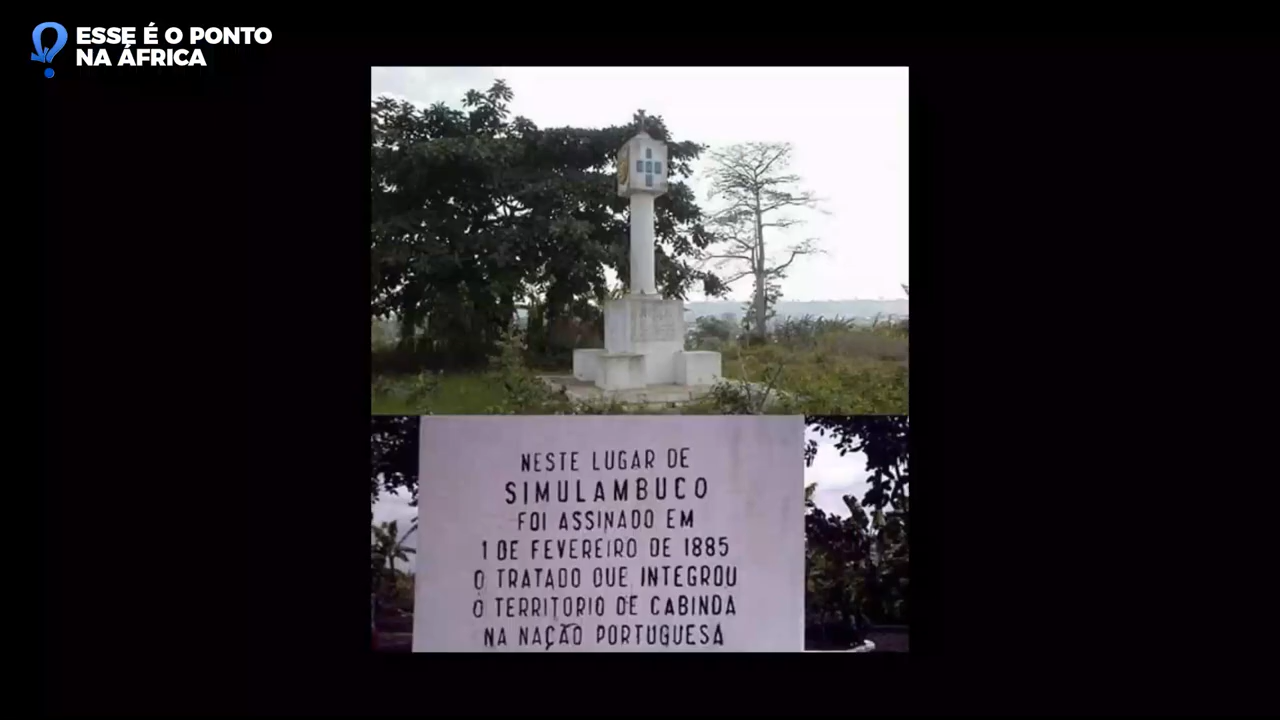 ESSE É O PONTO
NA ÁFRICA
NESTE LUGAR DE
SIMULAMBUCO
FOI ASSINADO EM
1 DE FEVEREIRO DE 1885
O TRATADO QUE INTEGROU
O TERRITORIO DE CABINDA
NA NAÇÃO PORTUGUESA